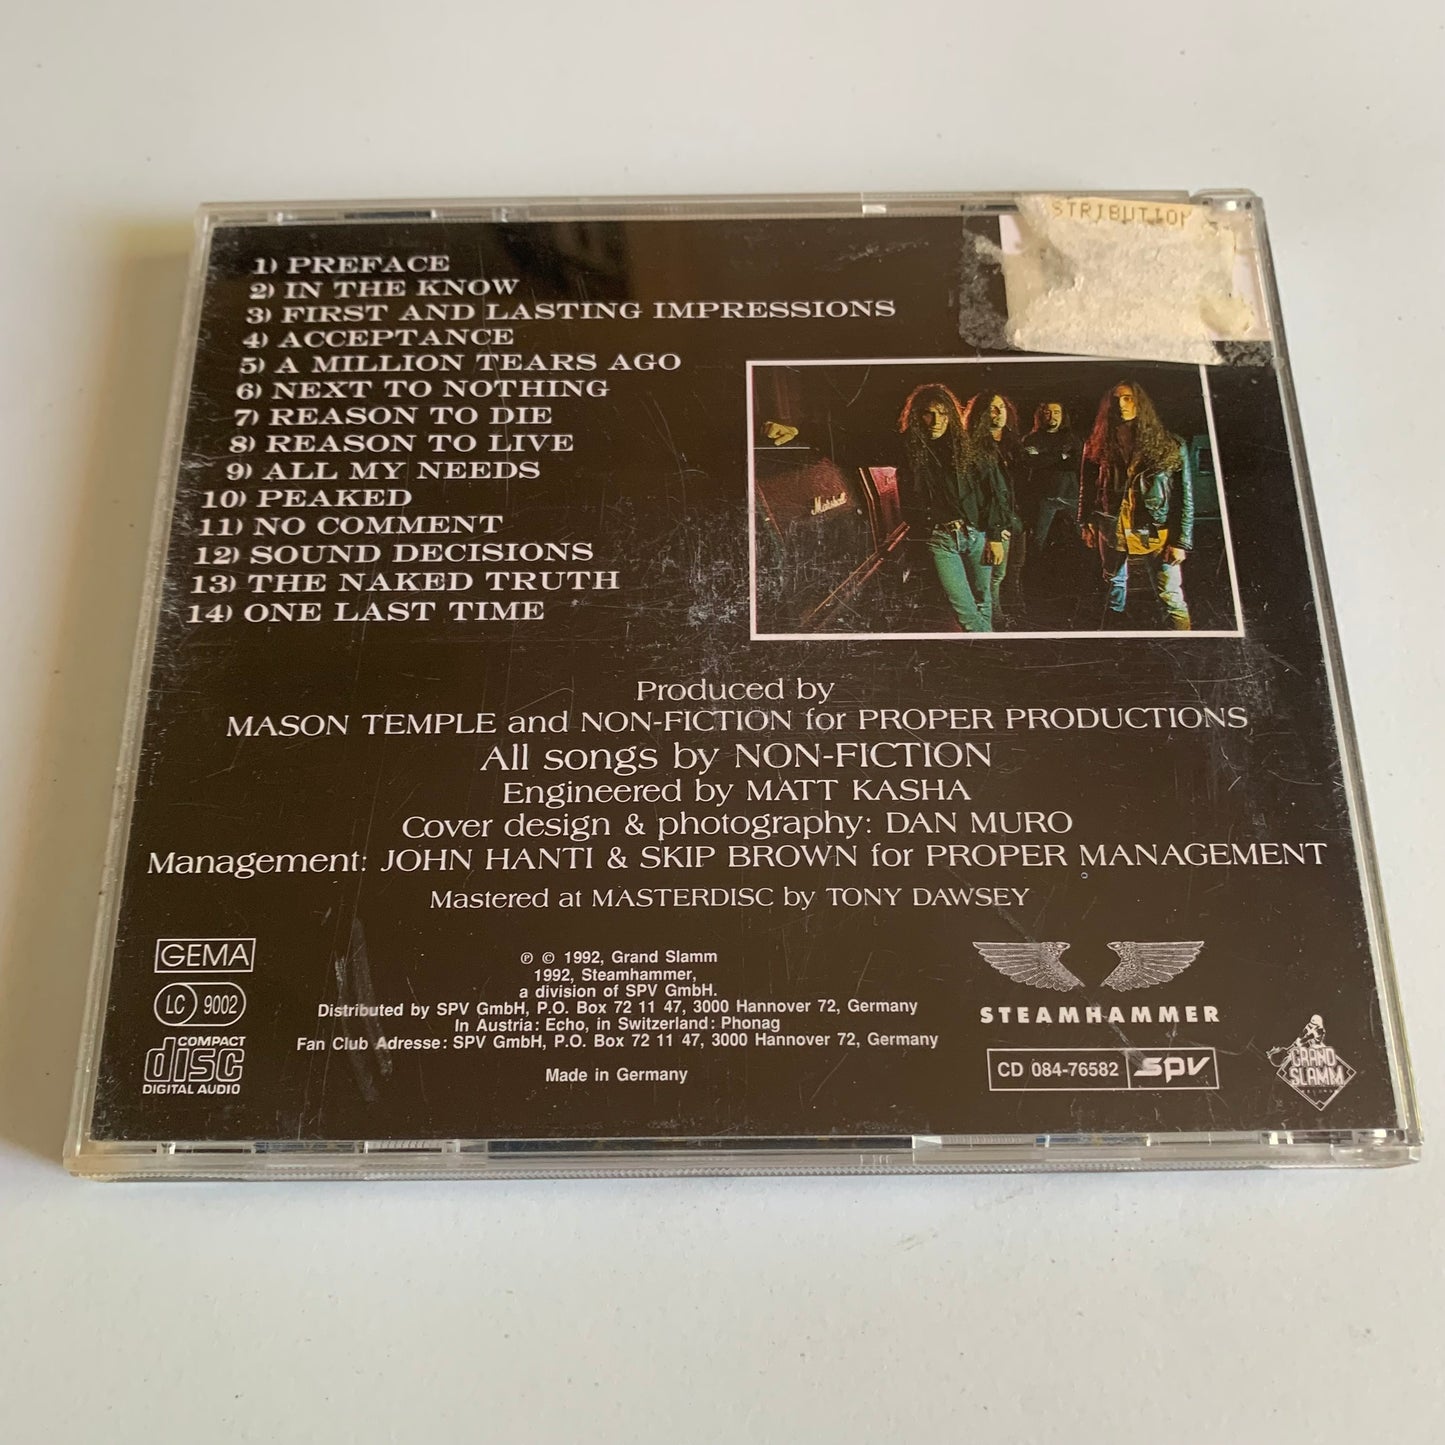 STRIBUTION
1) PREFACE
2) IN THE KNOW
3) FIRST AND LASTING IMPRESSIONS
4) ACCEPTANCE
5) A MILLION TEARS AGO
6) NEXT TO NOTHING
7) REASON TO DIE
8) REASON TO LIVE
9) ALL MY NEEDS
10) PEAKED
11) NO COMMENT
12) SOUND DECISIONS
13) THE NAKED TRUTH
14) ONE LAST TIME
Marshall
Produced by
MASON TEMPLE and NON-FICTION for PROPER PRODUCTIONS
All songs by NON-FICTION
Engineered by MATT KASHA
Cover design & photography: DAN MURO
Management: JOHN HANTI & SKIP BROWN for PROPER MANAGEMENT
Mastered at MASTERDISC by TONY DAWSEY
GEMA
LC 9002
COMPACT
disc
DIGITAL AUDIO
℗ © 1992, Grand Slamm
1992, Steamhammer,
a division of SPV GmbH.
Distributed by SPV GmbH, P.O. Box 72 11 47, 3000 Hannover 72, Germany
In Austria: Echo, in Switzerland: Phonag
Fan Club Adresse: SPV GmbH, P.O. Box 72 11 47, 3000 Hannover 72, Germany
Made in Germany
STEAMHAMMER
CD 084-76582 SPV
GRAND
SLAMM